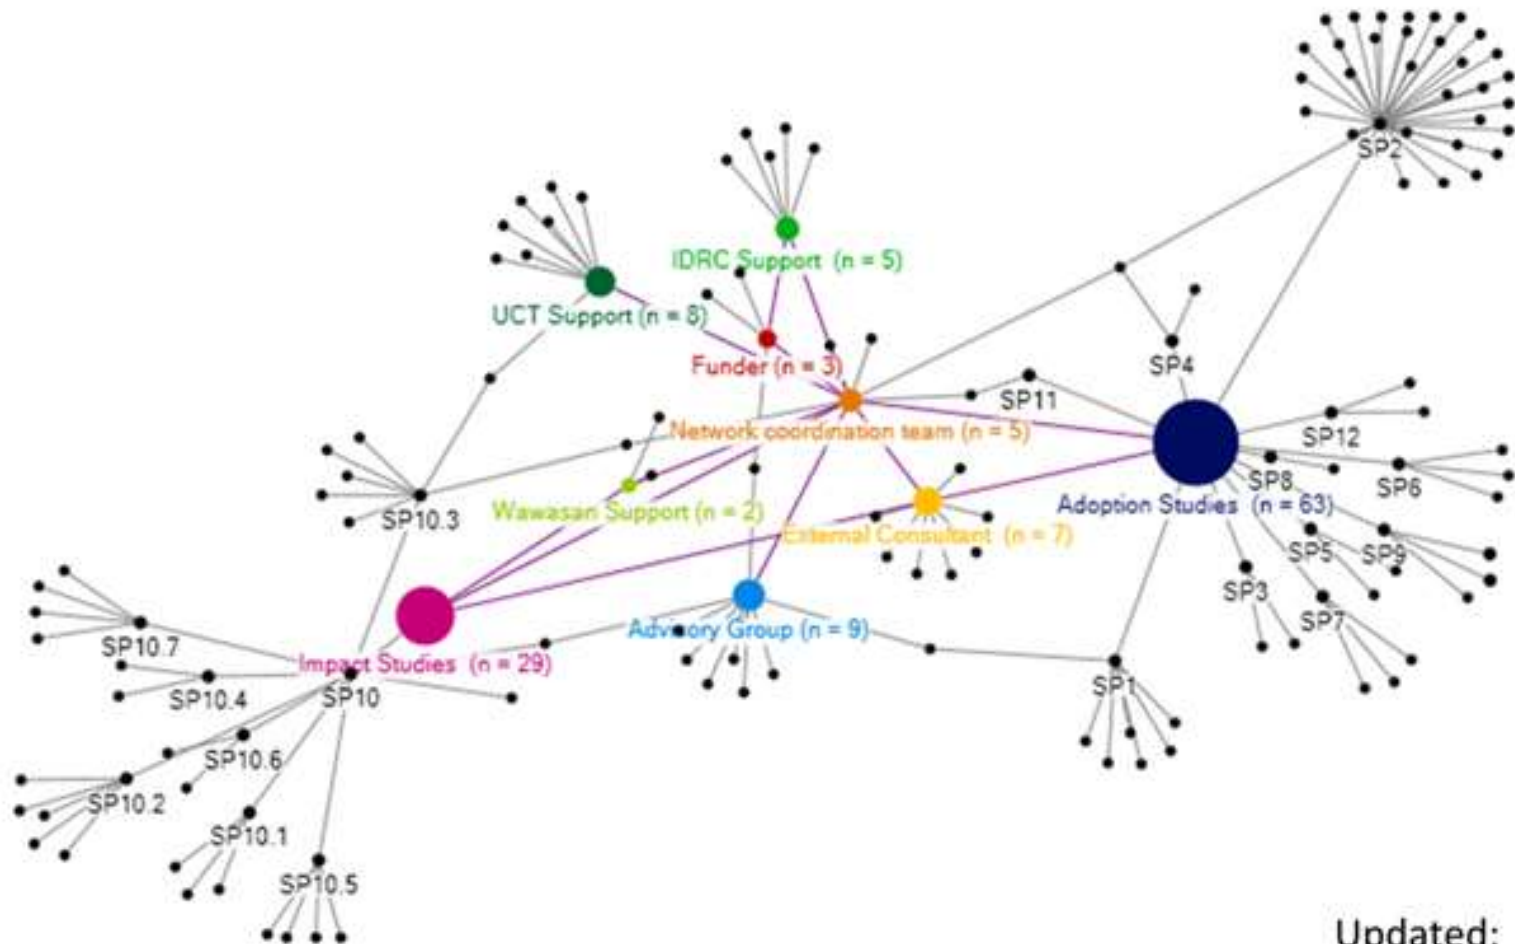 SP2
IDRC Support (n = 5)
UCT Support (n = 8)
Funder (n = 3)
SP4
SP11
Network coordination team (n = 5)
SP12
SP8
SP6
SP10.3
Wawasan Support (n = 2)
Adoption Studies (n = 63)
External Consultant (n = 7)
SP5
SP9
SP3
SP7
Advisory Group (n = 9)
SP10.7
Impact Studies (n = 29)
SP10.4
SP10
SP1
SP10.6
SP10.2
SP10.1
SP10.5
Updated: